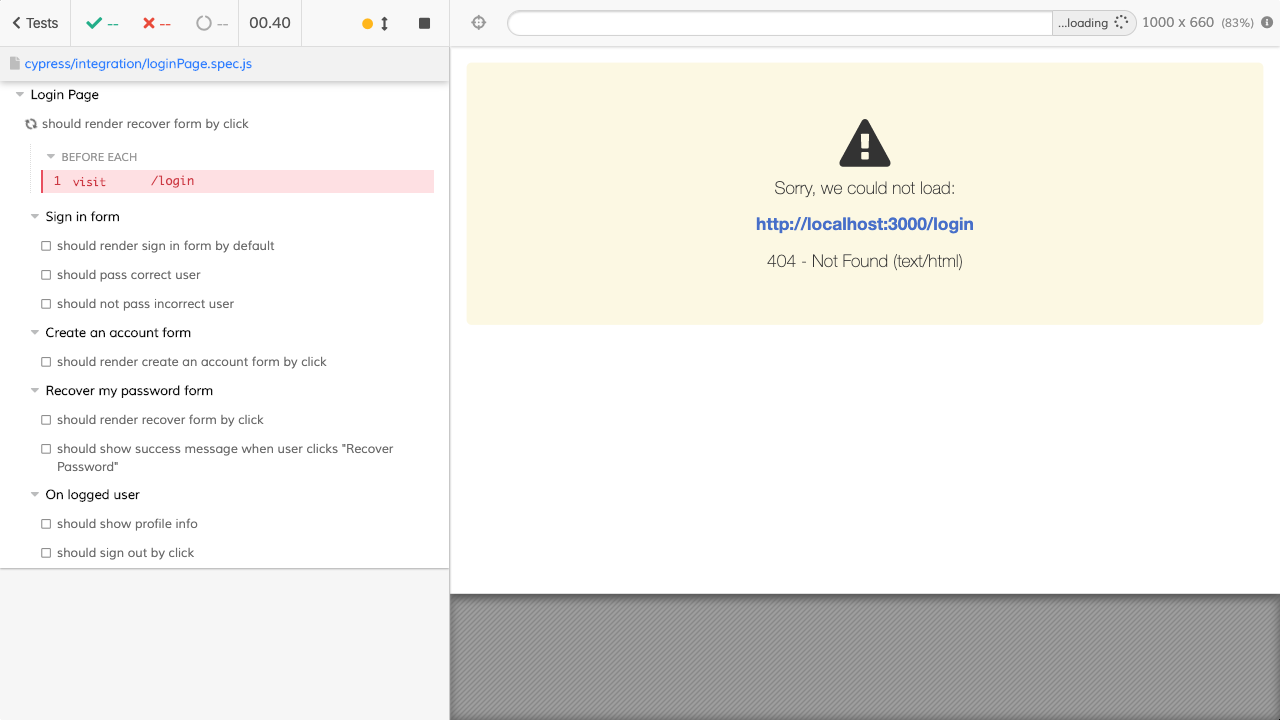 Tests -- -- -- 00.40 ...loading 1000 x 660 (83%)
cypress/integration/loginPage.spec.js
Login Page
should render recover form by click
BEFORE EACH
1 visit /login
Sign in form
should render sign in form by default
should pass correct user
should not pass incorrect user
Create an account form
should render create an account form by click
Recover my password form
should render recover form by click
should show success message when user clicks "Recover
Password"
On logged user
should show profile info
should sign out by click
Sorry, we could not load:
http://localhost:3000/login
404 - Not Found (text/html)